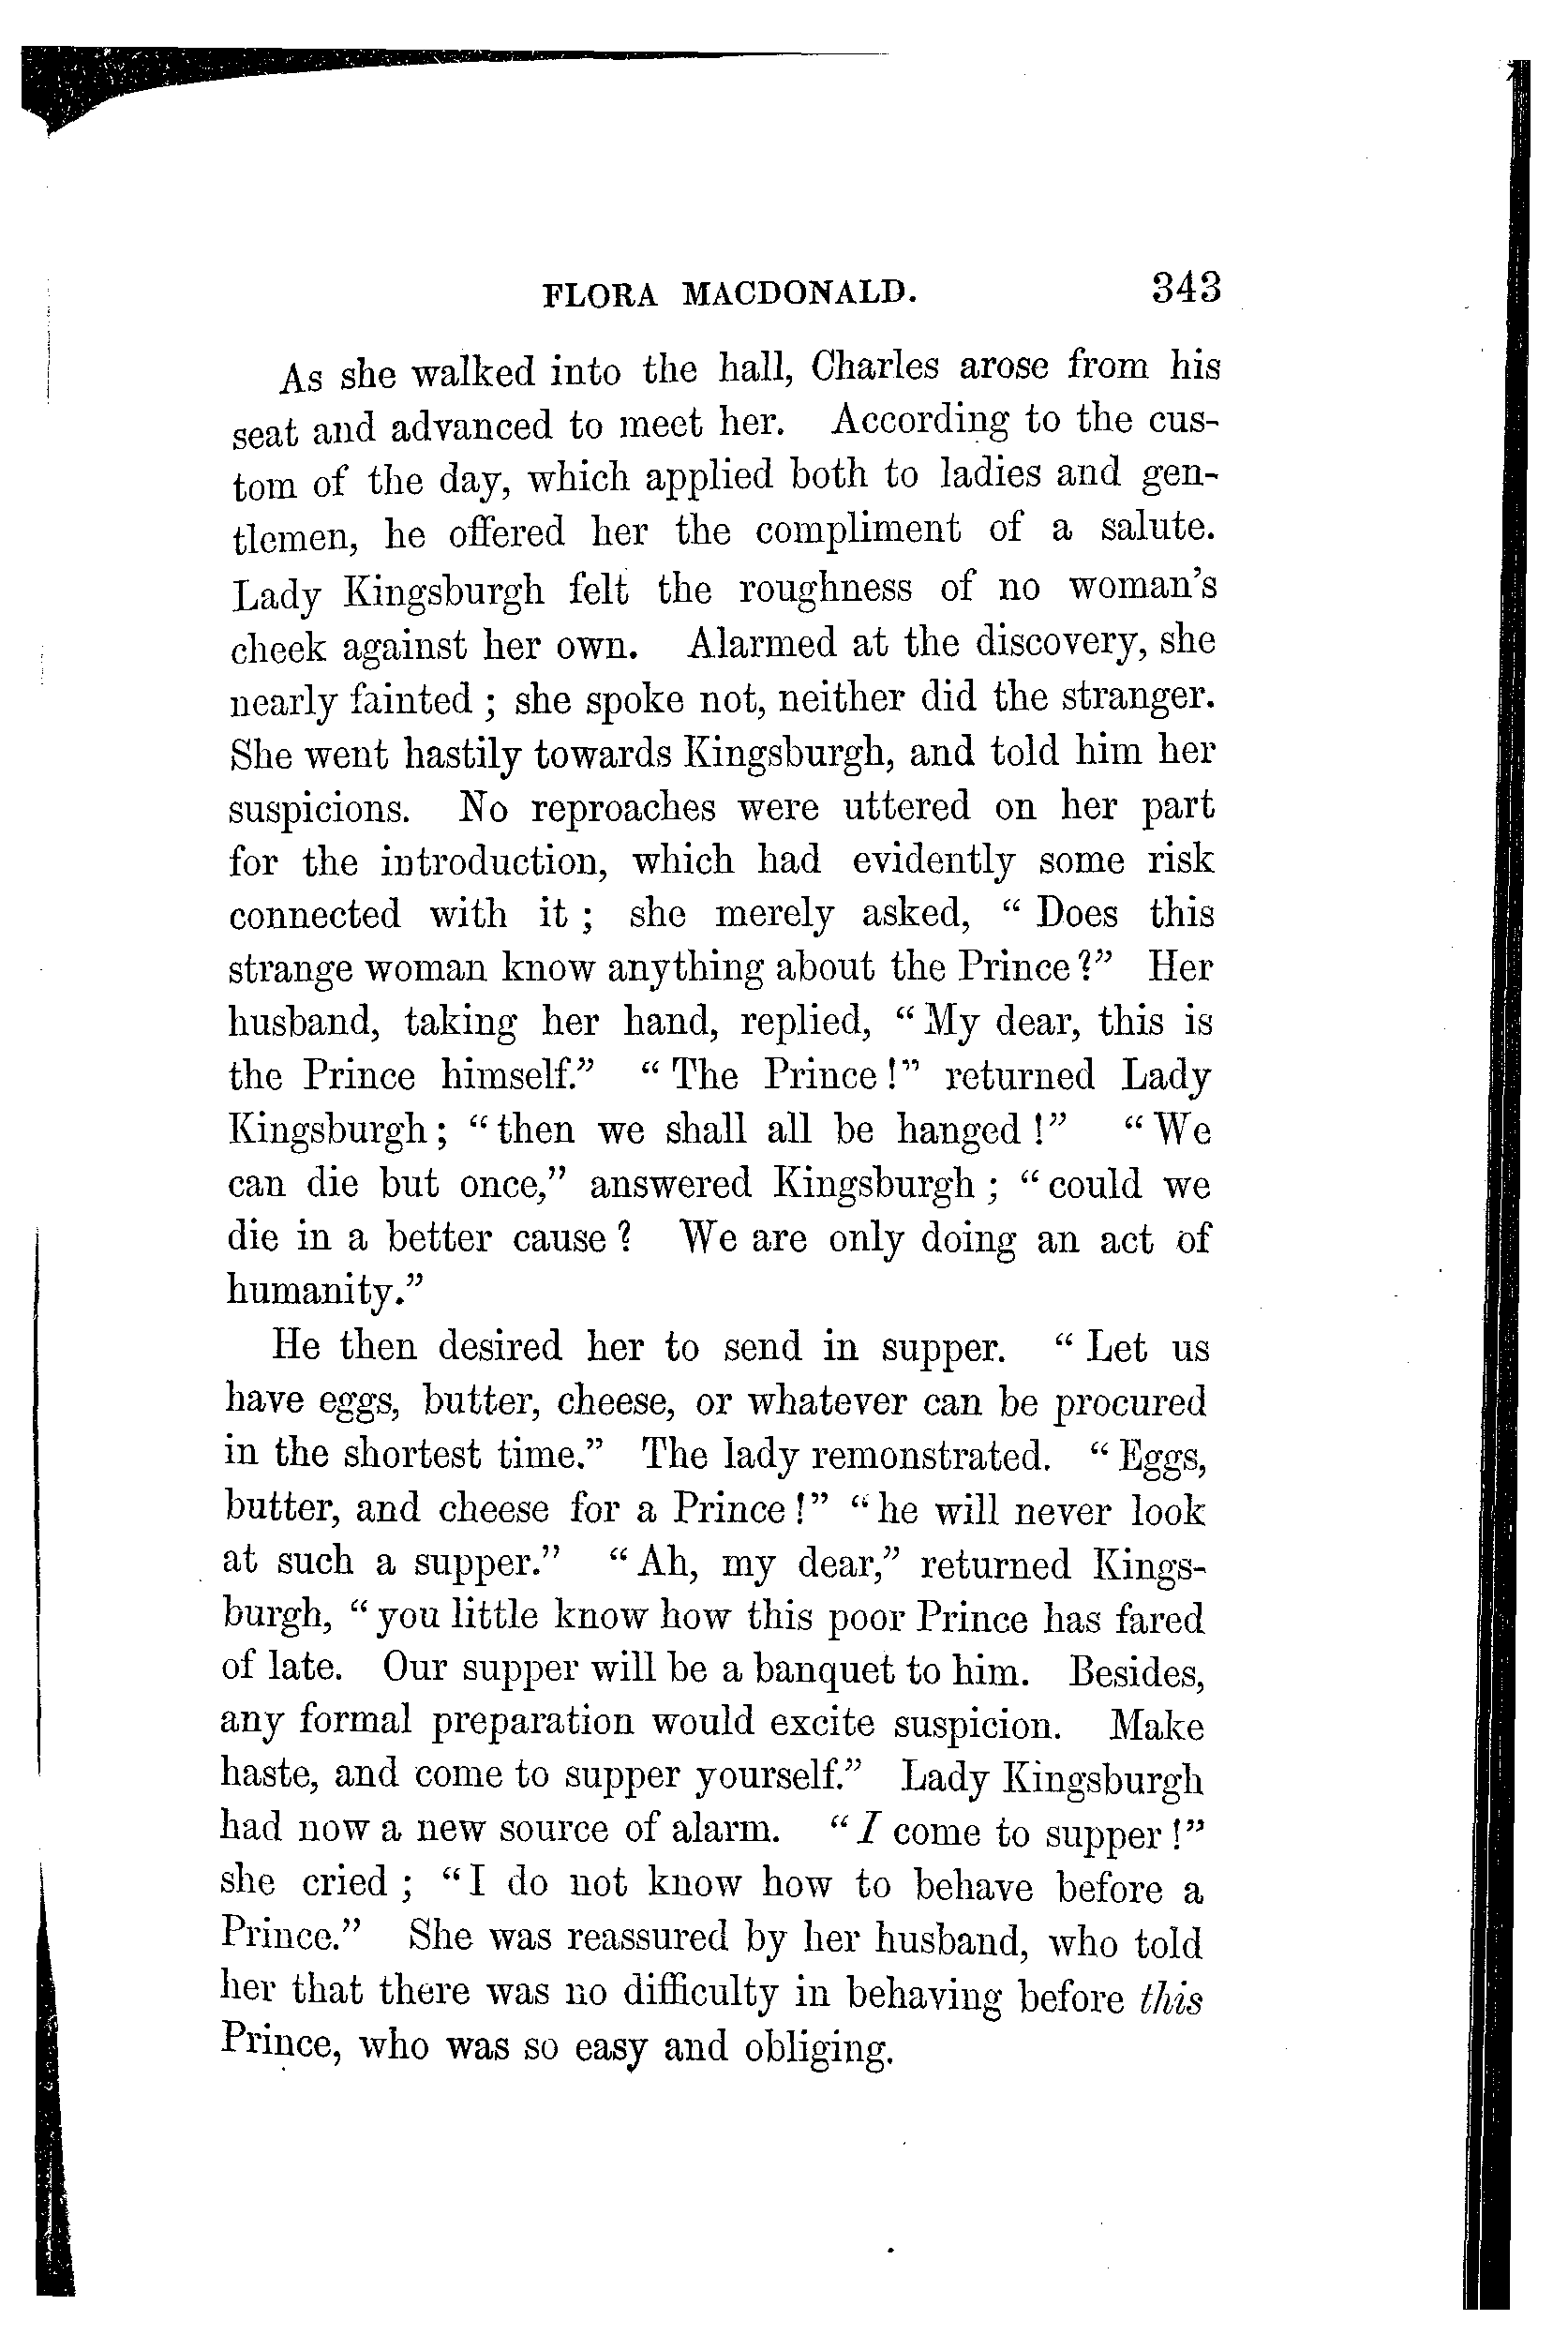 FLORA MACDONALD. 343
As she walked into the hall, Charles arose from his
seat and advanced to meet her. According to the cus-
tom of the day, which applied both to ladies and gen-
tlemen, he offered her the compliment of a salute.
Lady Kingsburgh felt the roughness of no woman's
cheek against her own. Alarmed at the discovery, she
nearly fainted ; she spoke not, neither did the stranger.
She went hastily towards Kingsburgh, and told him her
suspicions. No reproaches were uttered on her part
for the introduction, which had evidently some risk
connected with it ; she merely asked, “ Does this
strange woman know anything about the Prince ?” Her
husband, taking her hand, replied, “ My dear, this is
the Prince himself.” “ The Prince !” returned Lady
Kingsburgh ; “ then we shall all be hanged !” “ We
can die but once,” answered Kingsburgh ; “ could we
die in a better cause ? We are only doing an act of
humanity.”
He then desired her to send in supper. “ Let us
have eggs, butter, cheese, or whatever can be procured
in the shortest time.” The lady remonstrated. “ Eggs,
butter, and cheese for a Prince !” “ he will never look
at such a supper.” “ Ah, my dear,” returned Kings-
burgh, “ you little know how this poor Prince has fared
of late. Our supper will be a banquet to him. Besides,
any formal preparation would excite suspicion. Make
haste, and come to supper yourself.” Lady Kingsburgh
had now a new source of alarm. “ I come to supper !”
she cried ; “ I do not know how to behave before a
Prince.” She was reassured by her husband, who told
her that there was no difficulty in behaving before this
Prince, who was so easy and obliging.